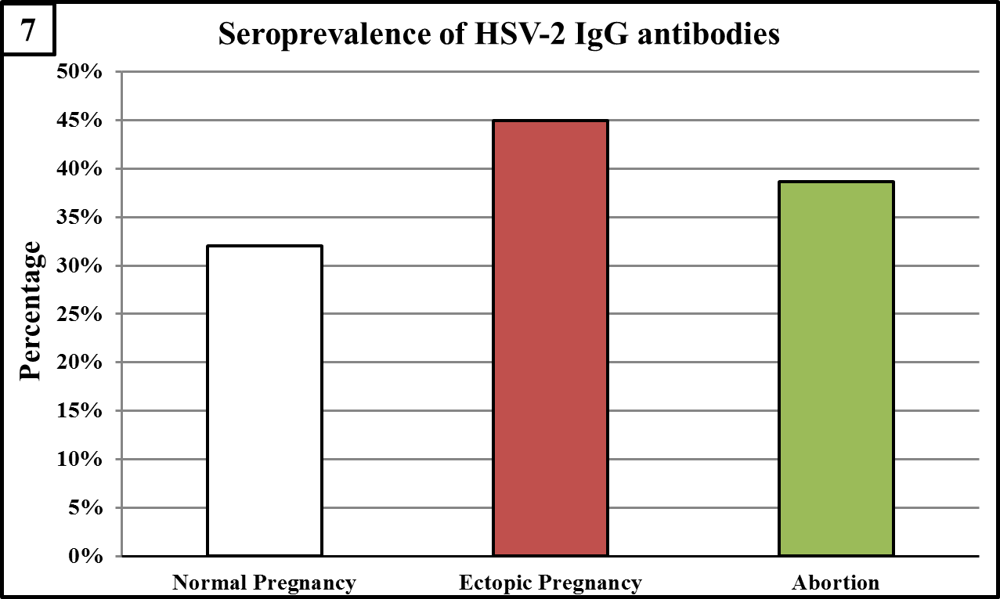 7
Seroprevalence of HSV-2 IgG antibodies
50%
45%
40%
35%
30%
25%
20%
15%
10%
5%
0%
Percentage
Normal Pregnancy
Ectopic Pregnancy
Abortion